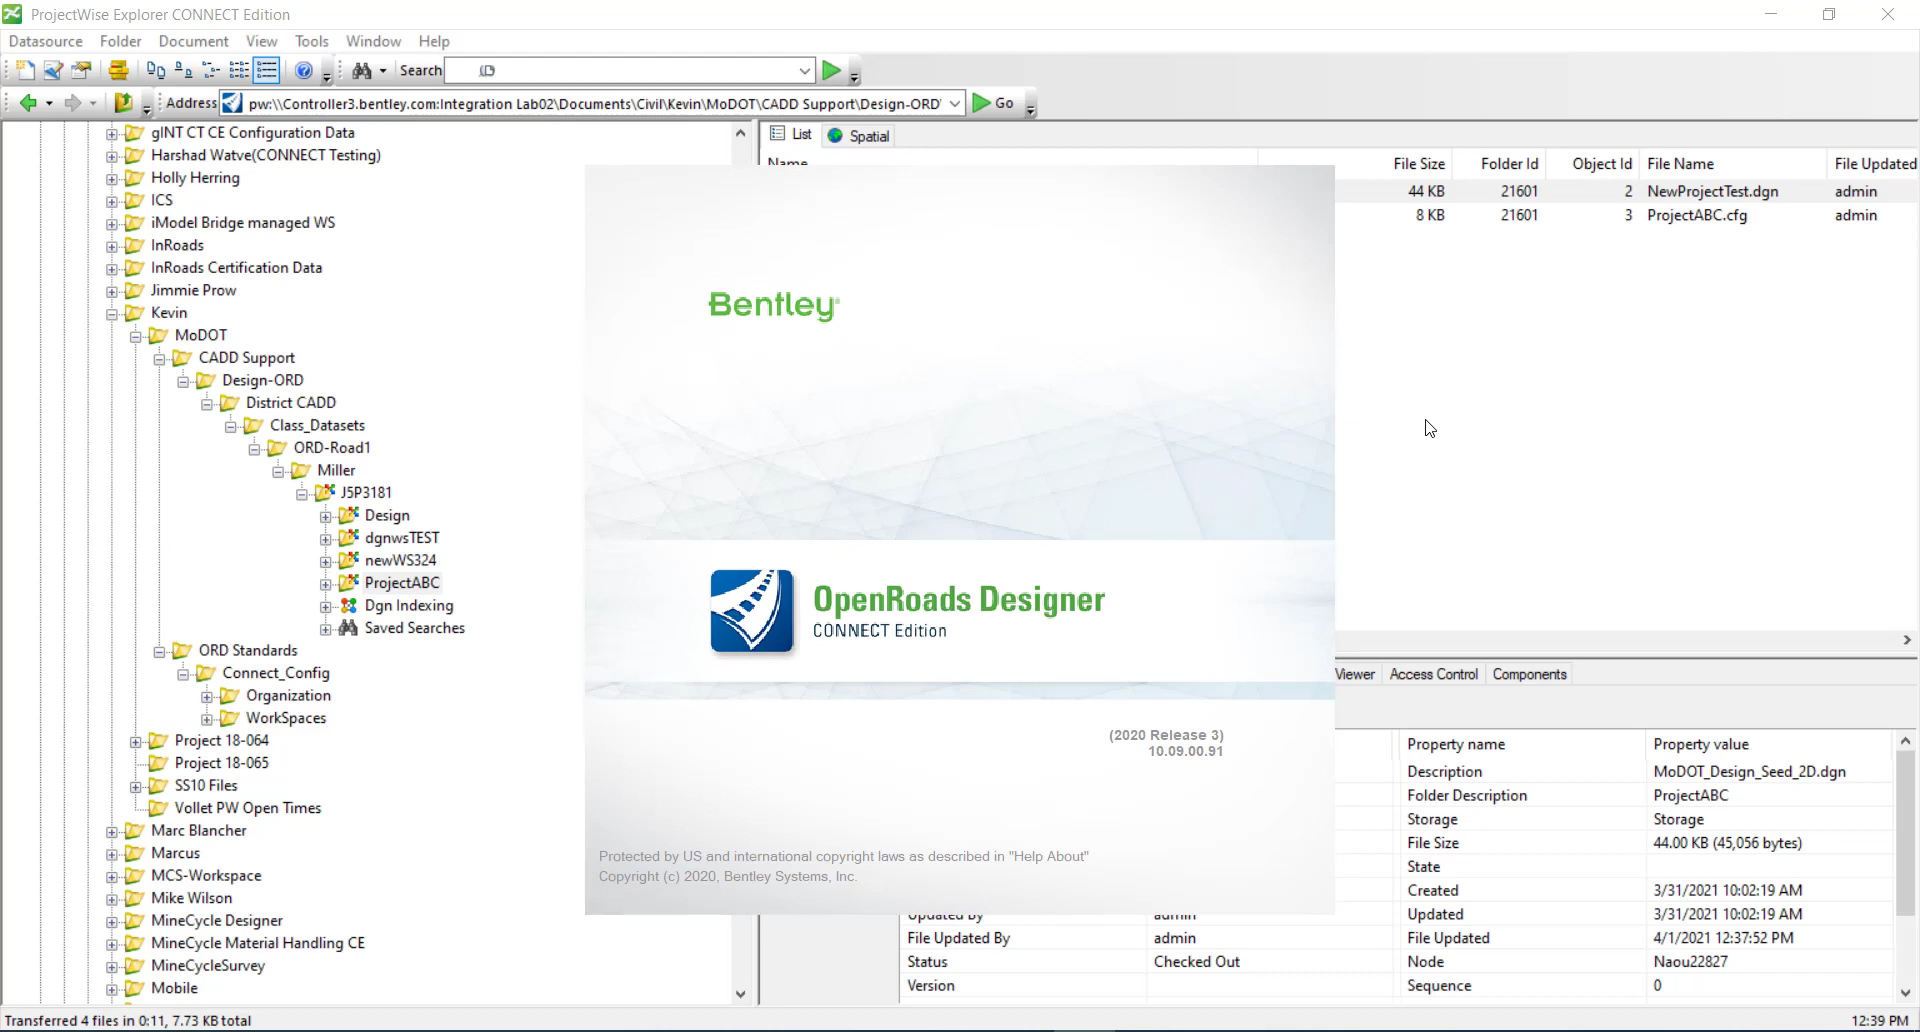 ProjectWise Explorer CONNECT Edition
Datasource Folder Document View Tools Window Help
Search
Address pw:\\Controller3.bentley.com:Integration Lab02\Documents\Civil\Kevin\MoDOT\CADD Support\Design-ORD\ Go
gINT CT CE Configuration Data
Harshad Watve(CONNECT Testing)
Holly Herring
ICS
iModel Bridge managed WS
InRoads
InRoads Certification Data
Jimmie Prow
Kevin
MoDOT
CADD Support
Design-ORD
District CADD
Class_Datasets
ORD-Road1
Miller
J5P3181
Design
dgnwsTEST
newWS324
ProjectABC
Dgn Indexing
Saved Searches
ORD Standards
Connect_Config
Organization
WorkSpaces
Project 18-064
Project 18-065
SS10 Files
Vollet PW Open Times
Marc Blancher
Marcus
MCS-Workspace
Mike Wilson
MineCycle Designer
MineCycle Material Handling CE
MineCycleSurvey
Mobile
List Spatial
Name File Size Folder Id Object Id File Name File Updated
44 KB 21601 2 NewProjectTest.dgn admin
8 KB 21601 3 ProjectABC.cfg admin
Bentley
OpenRoads Designer
CONNECT Edition
(2020 Release 3)
10.09.00.91
Protected by US and international copyright laws as described in "Help About"
Copyright (c) 2020, Bentley Systems, Inc.
Viewer Access Control Components
Property name Property value
Description MoDOT_Design_Seed_2D.dgn
Folder Description ProjectABC
Storage Storage
File Size 44.00 KB (45,056 bytes)
State
Created 3/31/2021 10:02:19 AM
Updated By admin Updated 3/31/2021 10:02:19 AM
File Updated By admin File Updated 4/1/2021 12:37:52 PM
Status Checked Out Node Naou22827
Version Sequence 0
Transferred 4 files in 0:11, 7.73 KB total
12:39 PM